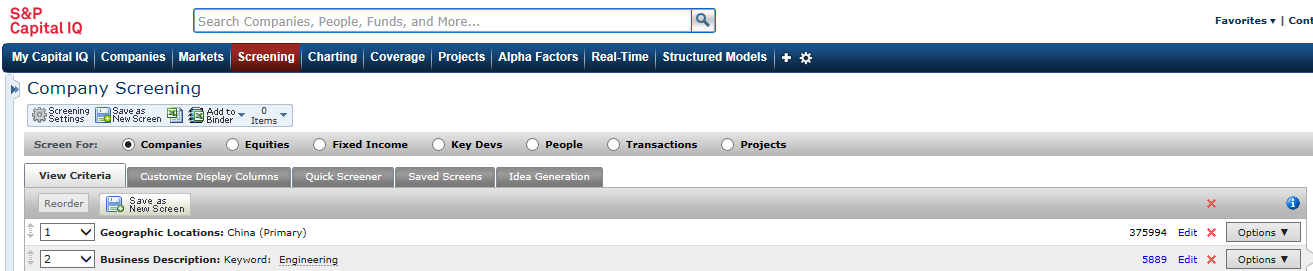 S&P
Capital IQ
Search Companies, People, Funds, and More...
Favorites ▾ | Cont
My Capital IQ Companies Markets Screening Charting Coverage Projects Alpha Factors Real-Time Structured Models
Company Screening
Screening Settings Save as New Screen Add to Binder 0 Items
Screen For: Companies Equities Fixed Income Key Devs People Transactions Projects
View Criteria Customize Display Columns Quick Screener Saved Screens Idea Generation
Reorder Save as New Screen
1 Geographic Locations: China (Primary) 375994 Edit Options ▼
2 Business Description: Keyword: Engineering 5889 Edit Options ▼